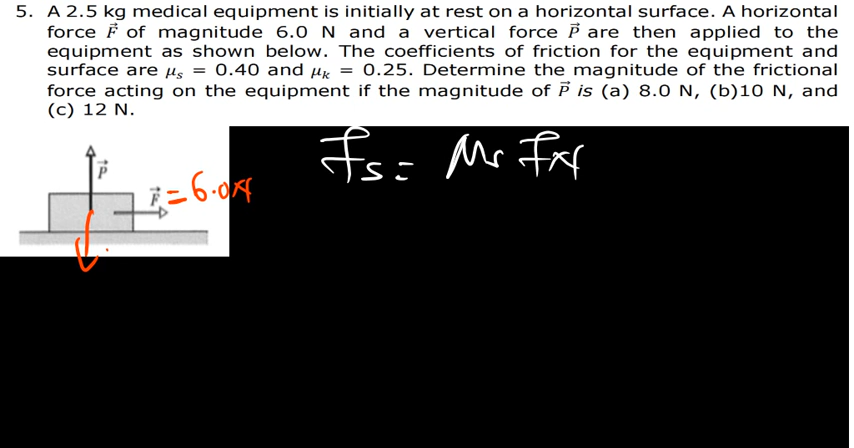 5. A 2.5 kg medical equipment is initially at rest on a horizontal surface. A horizontal
force F⃗ of magnitude 6.0 N and a vertical force P⃗ are then applied to the
equipment as shown below. The coefficients of friction for the equipment and
surface are μs = 0.40 and μk = 0.25. Determine the magnitude of the frictional
force acting on the equipment if the magnitude of P⃗ is (a) 8.0 N, (b)10 N, and
(c) 12 N.
fs = μs FN
P⃗
F⃗ = 6.0N